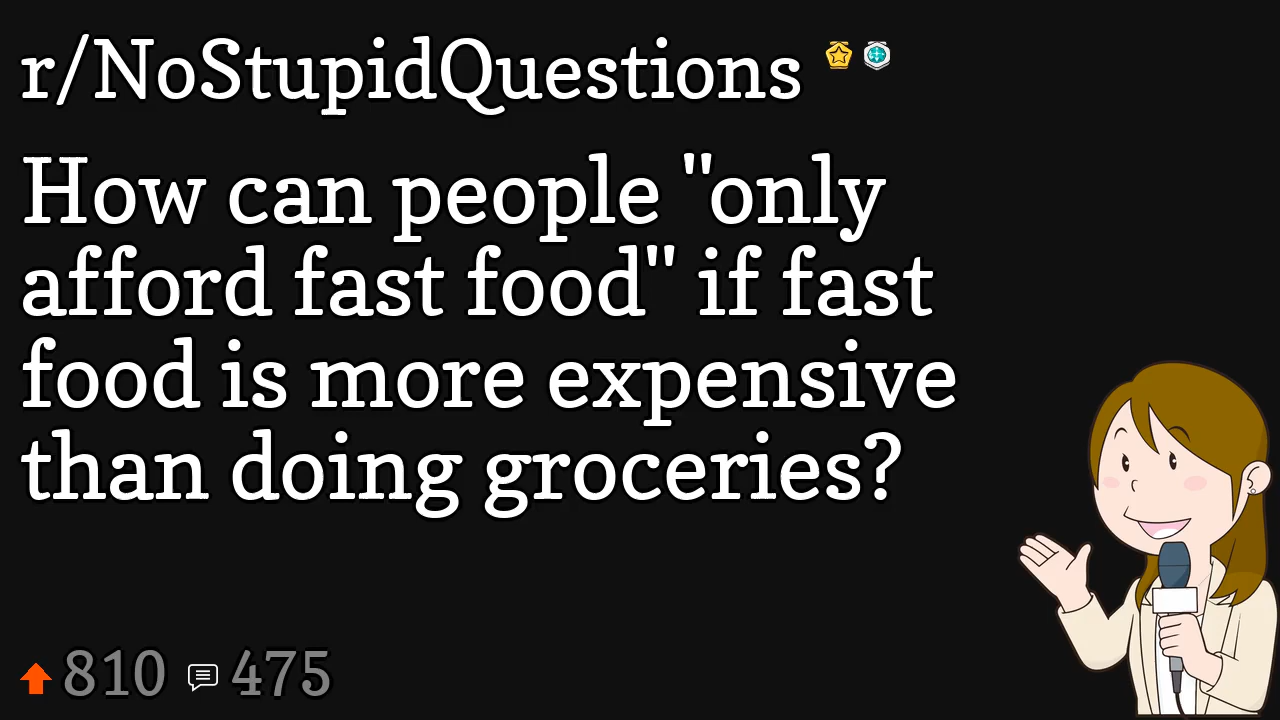 r/NoStupidQuestions
How can people "only
afford fast food" if fast
food is more expensive
than doing groceries?
810 475